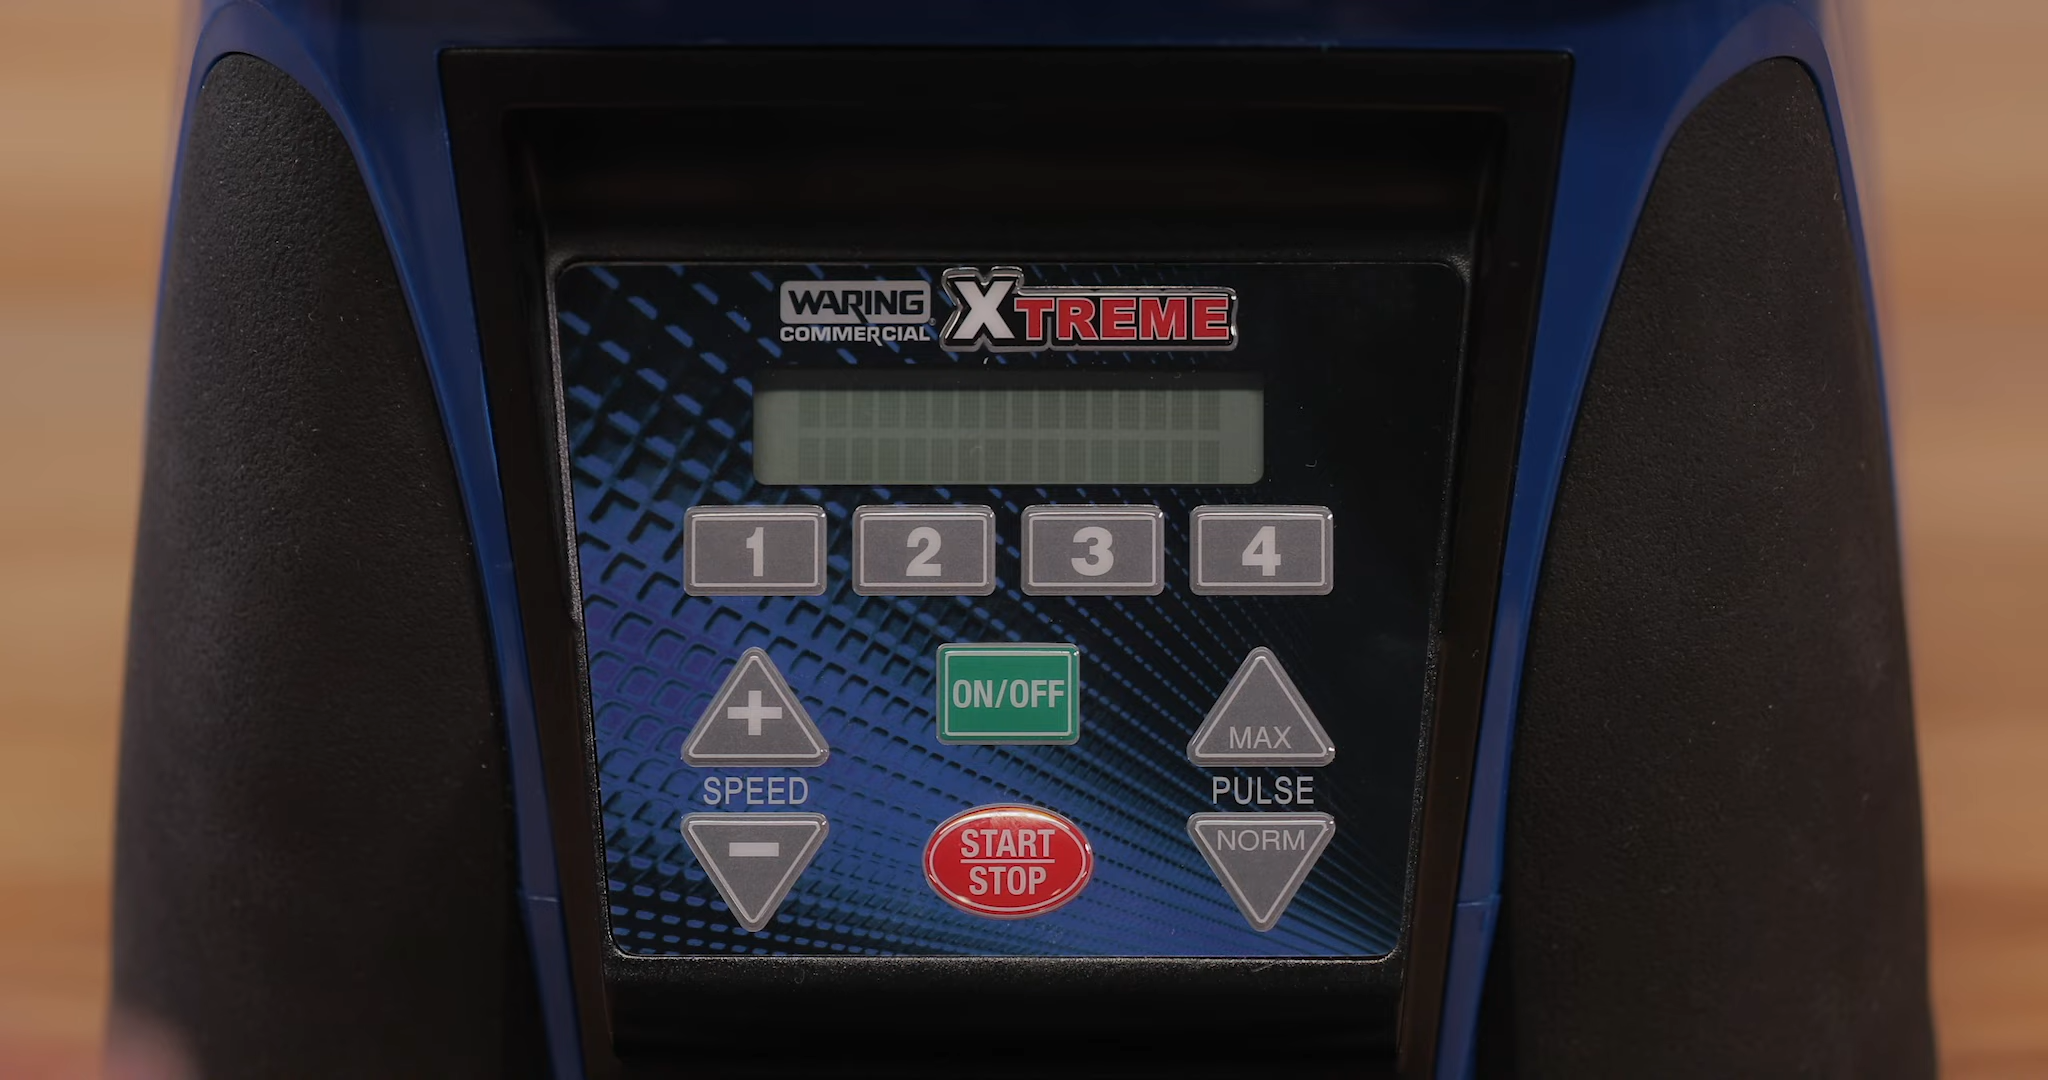 WARING
COMMERCIAL®
XTREME
1 2 3 4
+ ON/OFF MAX
SPEED PULSE
- START NORM
STOP